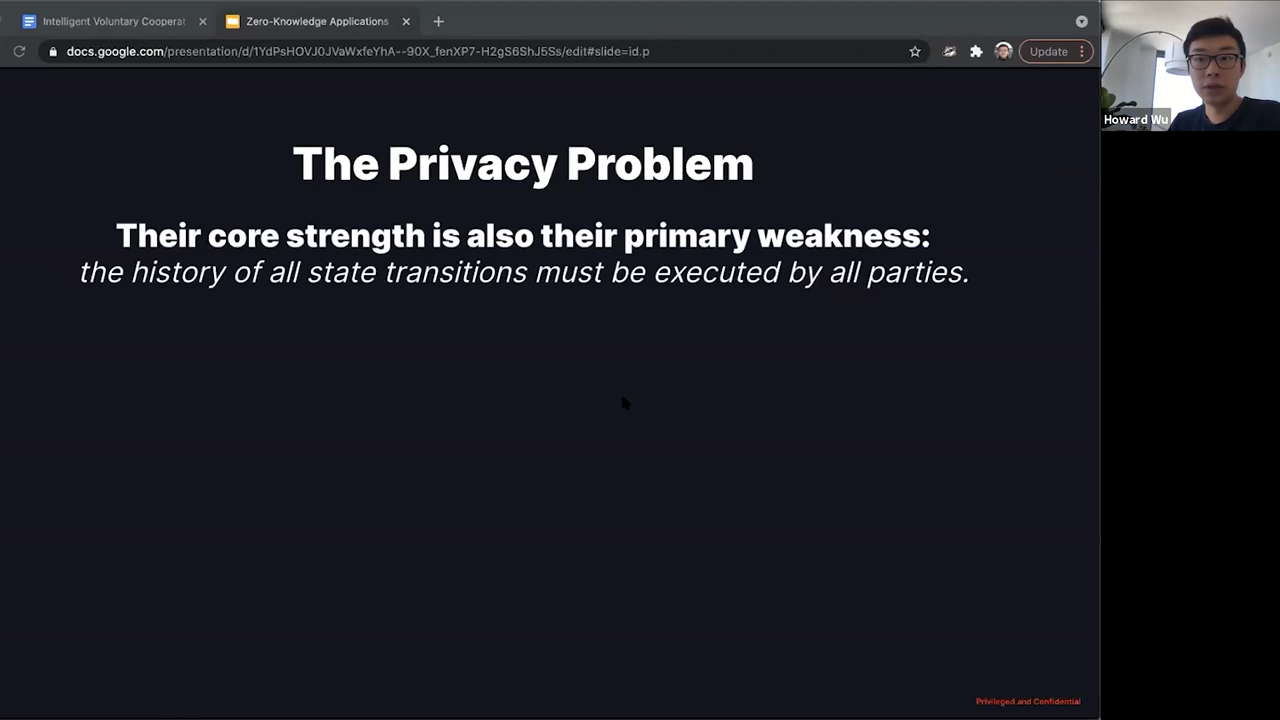 Intelligent Voluntary Cooperat
Zero-Knowledge Applications
docs.google.com/presentation/d/1YdPsHOVJ0JVaWxfeYhA--90X_fenXP7-H2gS6ShJ5Ss/edit#slide=id.p
Update
Howard Wu
The Privacy Problem
Their core strength is also their primary weakness:
the history of all state transitions must be executed by all parties.
Privileged and Confidential